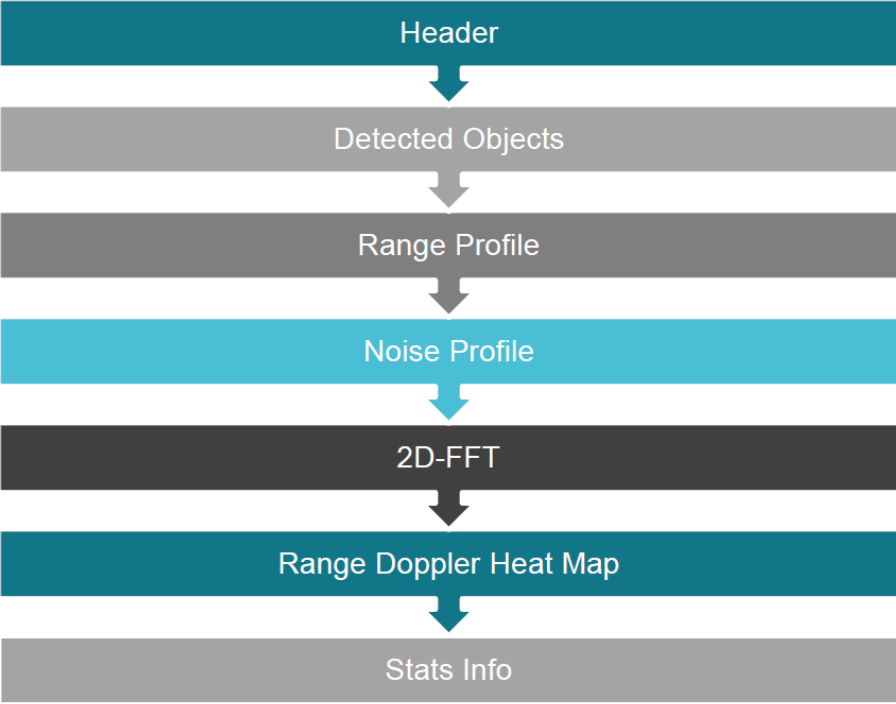 Header
Detected Objects
Range Profile
Noise Profile
2D-FFT
Range Doppler Heat Map
Stats Info